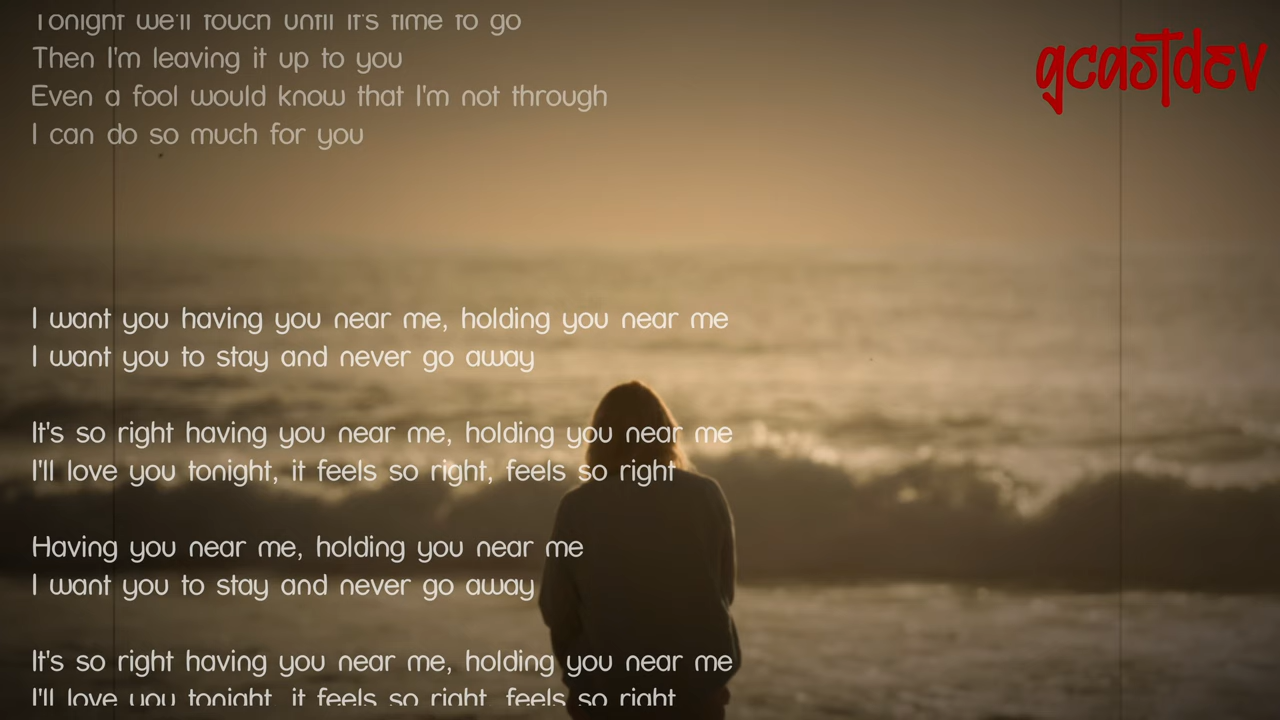 Tonight we'll touch until it's time to go
Then I'm leaving it up to you
Even a fool would know that I'm not through
I can do so much for you
gcastdev
I want you having you near me, holding you near me
I want you to stay and never go away
It's so right having you near me, holding you near me
I'll love you tonight, it feels so right, feels so right
Having you near me, holding you near me
I want you to stay and never go away
It's so right having you near me, holding you near me
I'll love you tonight, it feels so right, feels so right